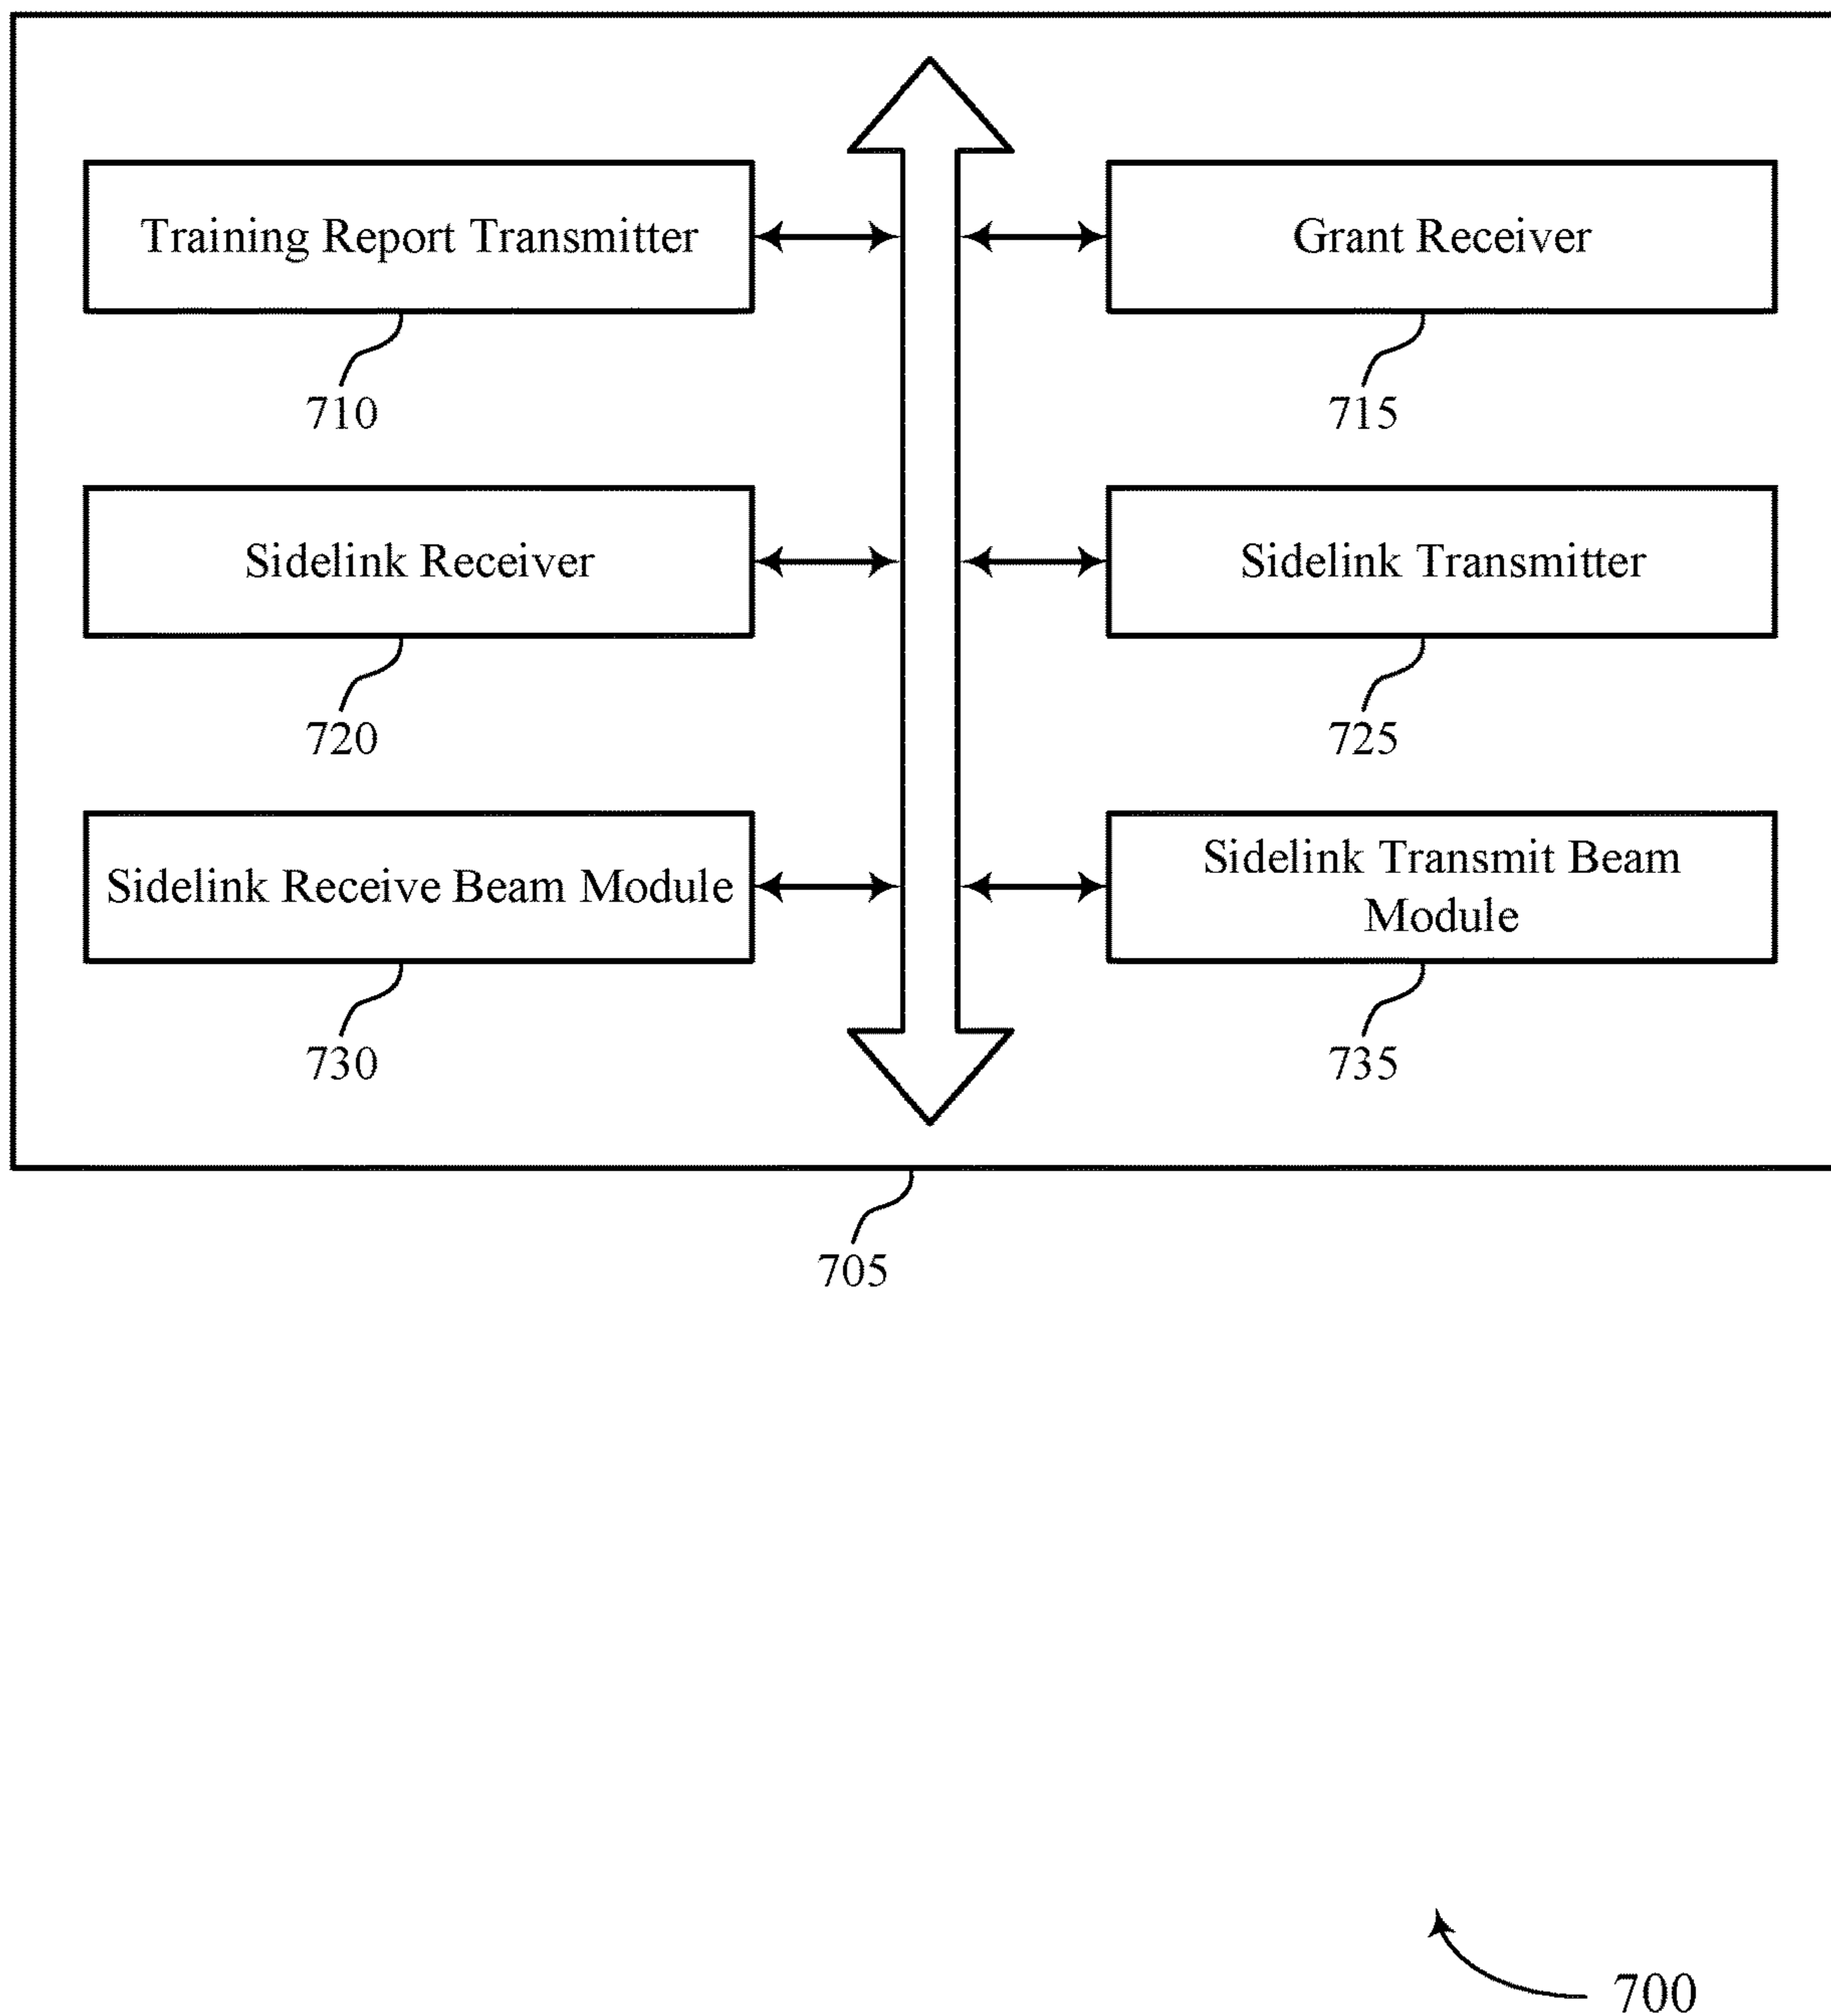 Training Report Transmitter
710
Grant Receiver
715
Sidelink Receiver
720
Sidelink Transmitter
725
Sidelink Receive Beam Module
730
Sidelink Transmit Beam
Module
735
705
700